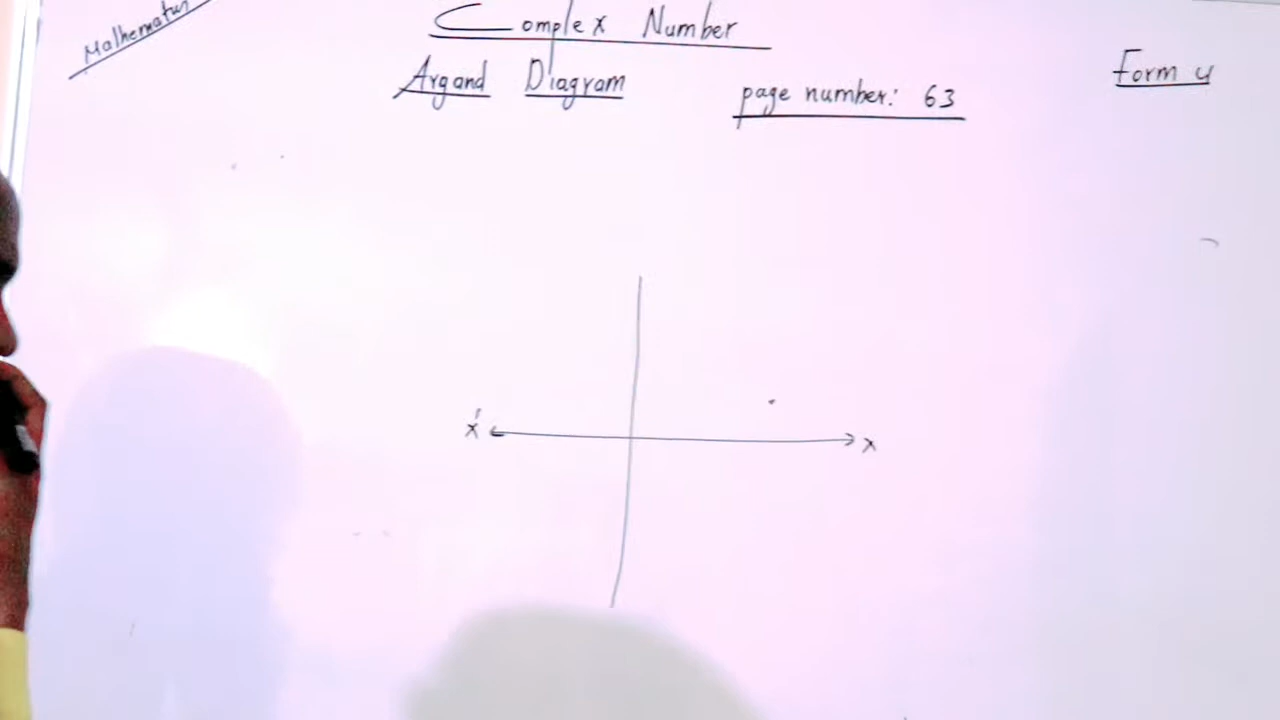 Mathematics
Complex Number
Argand Diagram
page number: 63
Form 4
x'
x